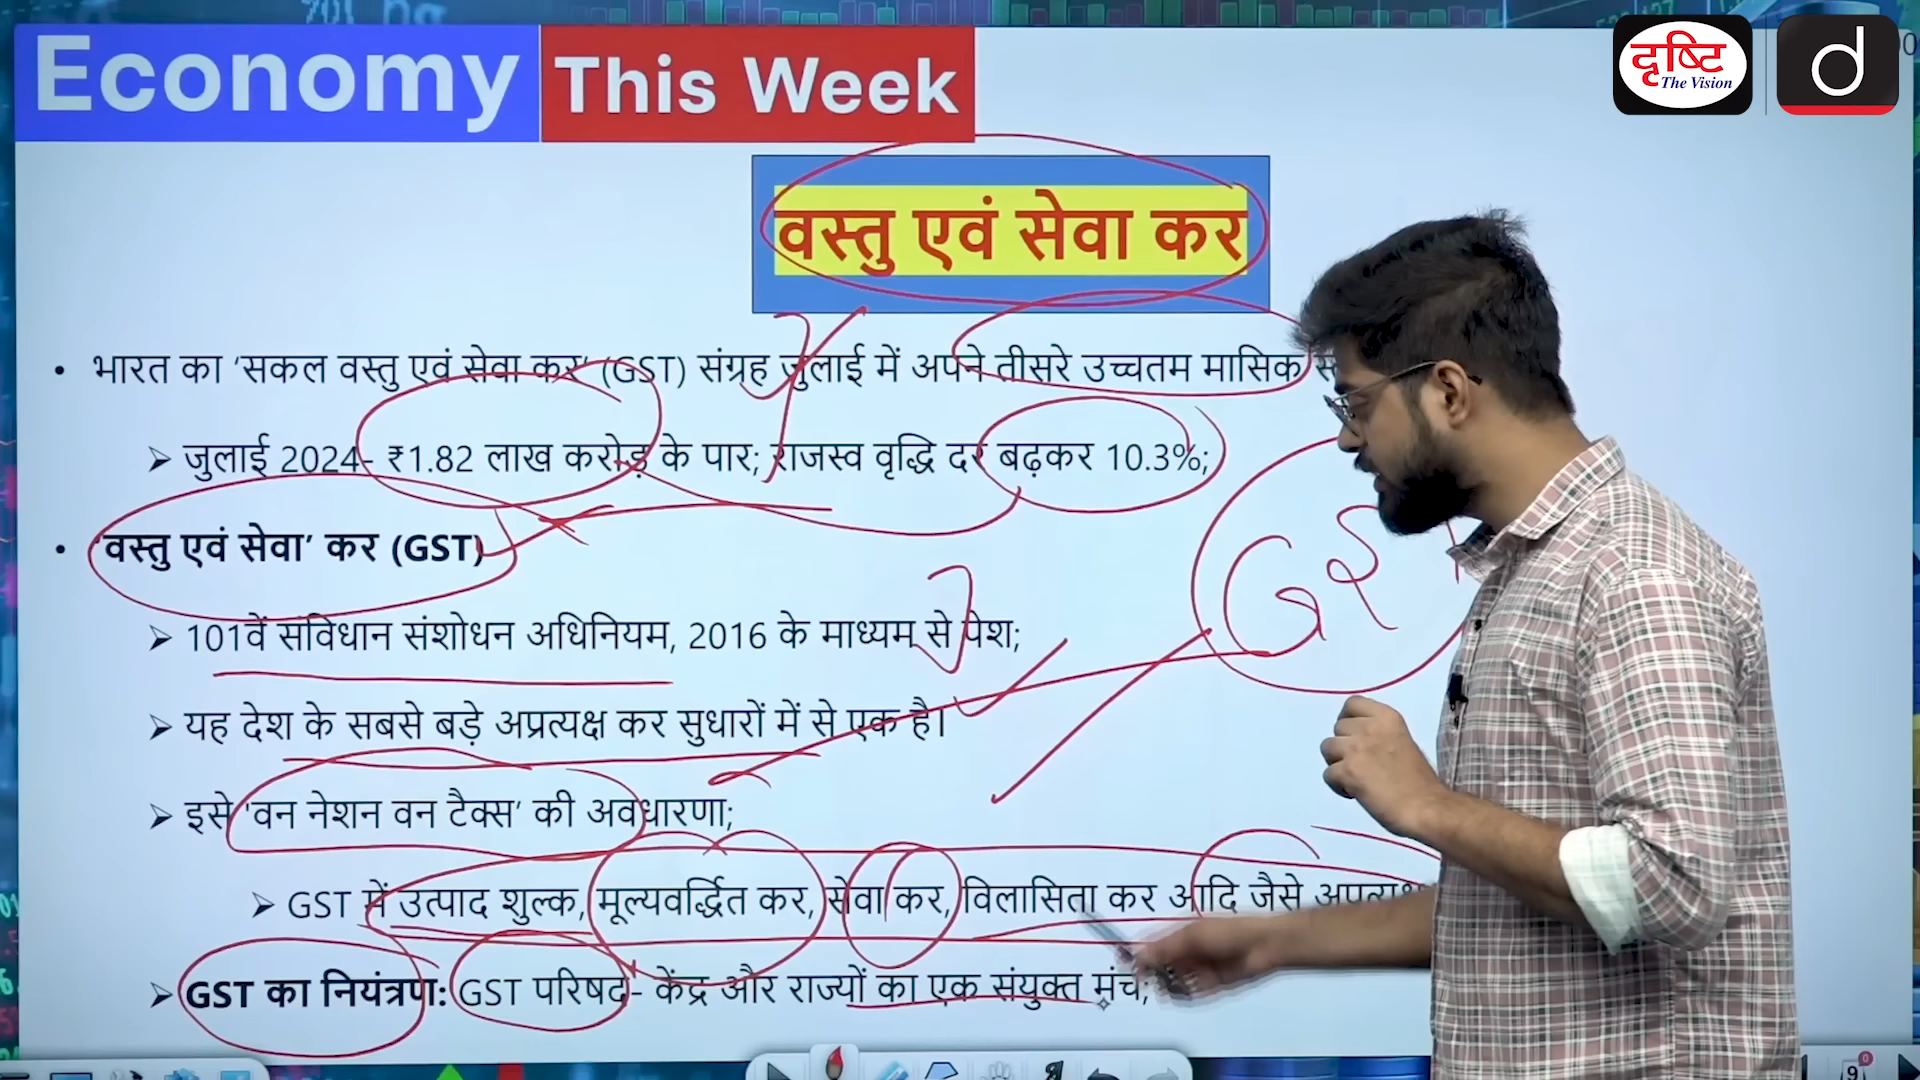 Economy This Week
दृष्टि
The Vision
d
वस्तु एवं सेवा कर
• भारत का ‘सकल वस्तु एवं सेवा कर’ (GST) संग्रह जुलाई में अपने तीसरे उच्चतम मासिक
➢ जुलाई 2024- ₹1.82 लाख करोड़ के पार; राजस्व वृद्धि दर बढ़कर 10.3%;
• ‘वस्तु एवं सेवा’ कर (GST)
GST
➢ 101वें संविधान संशोधन अधिनियम, 2016 के माध्यम से पेश;
➢ यह देश के सबसे बड़े अप्रत्यक्ष कर सुधारों में से एक है।
➢ इसे ‘वन नेशन वन टैक्स’ की अवधारणा;
➢ GST में उत्पाद शुल्क, मूल्यवर्द्धित कर, सेवा कर, विलासिता कर आदि जैसे
➢ GST का नियंत्रण: GST परिषद- केंद्र और राज्यों का एक संयुक्त मंच;
9